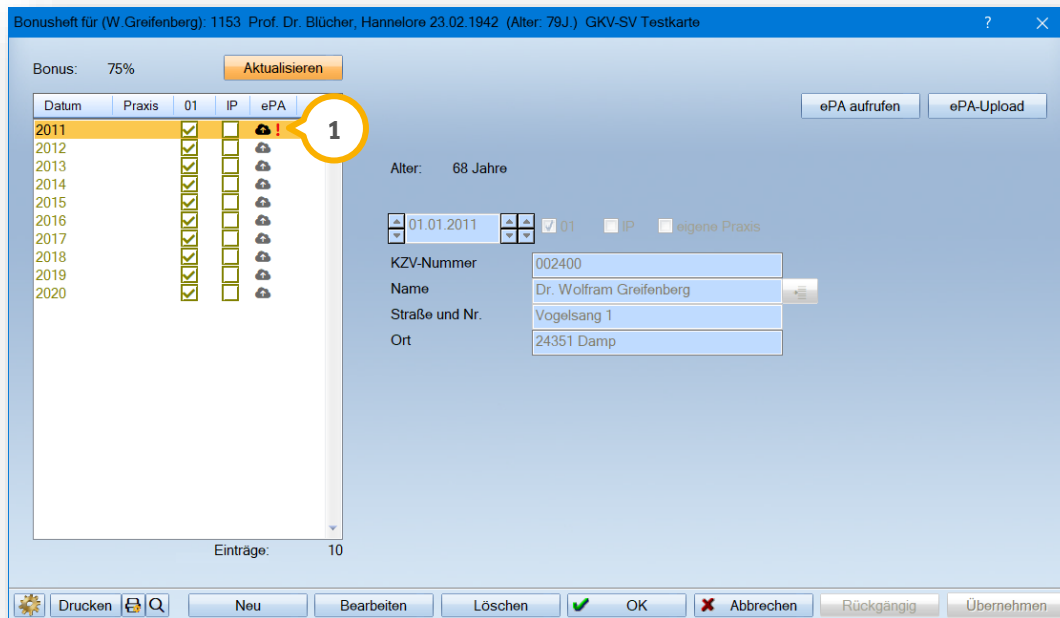 Bonusheft für (W.Greifenberg): 1153 Prof. Dr. Blücher, Hannelore 23.02.1942 (Alter: 79J.) GKV-SV Testkarte ?
Bonus: 75% Aktualisieren
Datum Praxis 01 IP ePA
ePA aufrufen ePA-Upload
2011 ! 1
2012
2013
2014
2015
2016
2017
2018
2019
2020
Alter: 68 Jahre
01.01.2011 01 IP eigene Praxis
KZV-Nummer 002400
Name Dr. Wolfram Greifenberg
Straße und Nr. Vogelsang 1
Ort 24351 Damp
Einträge: 10
Drucken Neu Bearbeiten Löschen OK Abbrechen Rückgängig Übernehmen